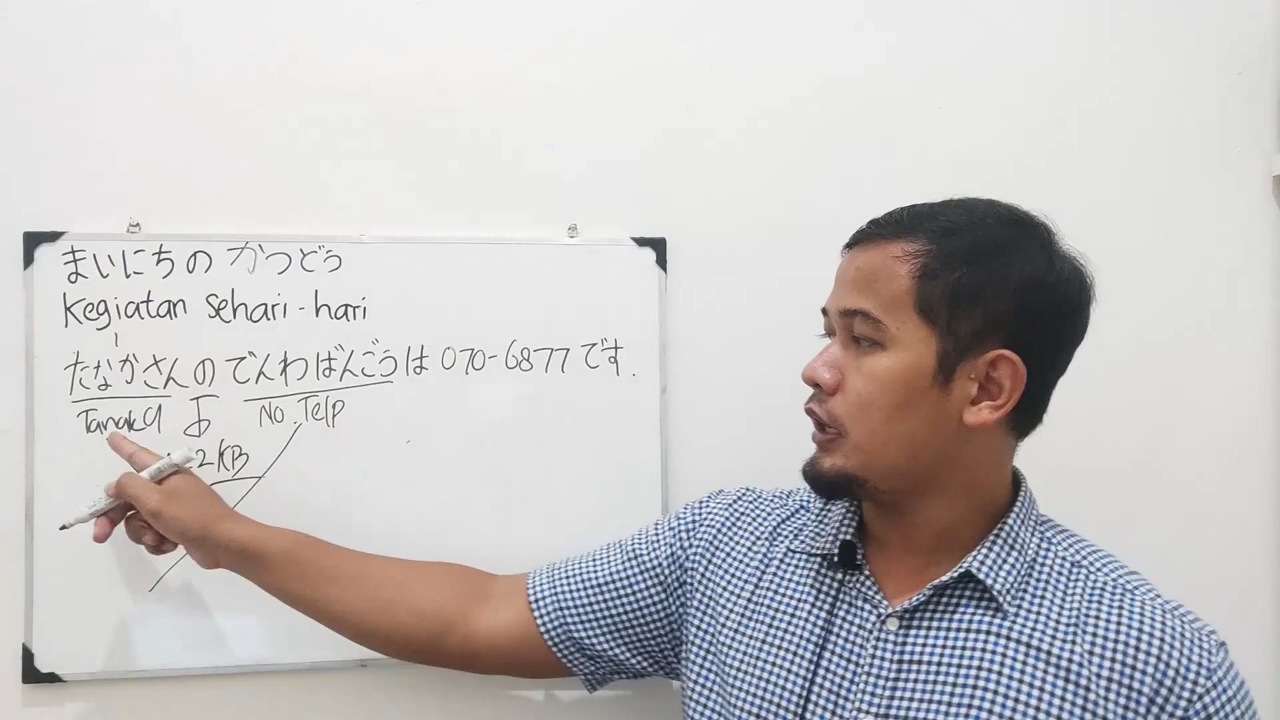 まいにちの かつどう
Kegiatan sehari-hari
たなかさんの でんわばんごうは 070-6877 です.
Tanaka No. Telp
2 KB